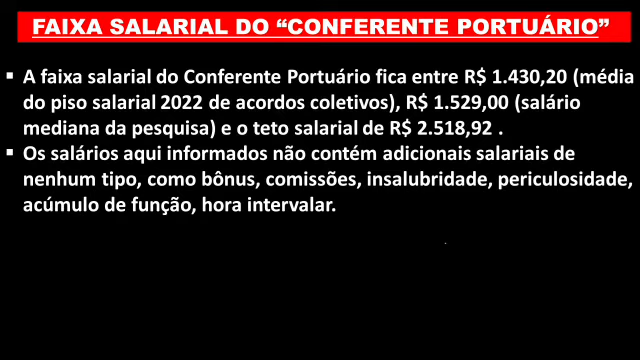 FAIXA SALARIAL DO “CONFERENTE PORTUÁRIO”
▪ A faixa salarial do Conferente Portuário fica entre R$ 1.430,20 (média
do piso salarial 2022 de acordos coletivos), R$ 1.529,00 (salário
mediana da pesquisa) e o teto salarial de R$ 2.518,92 .
▪ Os salários aqui informados não contém adicionais salariais de
nenhum tipo, como bônus, comissões, insalubridade, periculosidade,
acúmulo de função, hora intervalar.